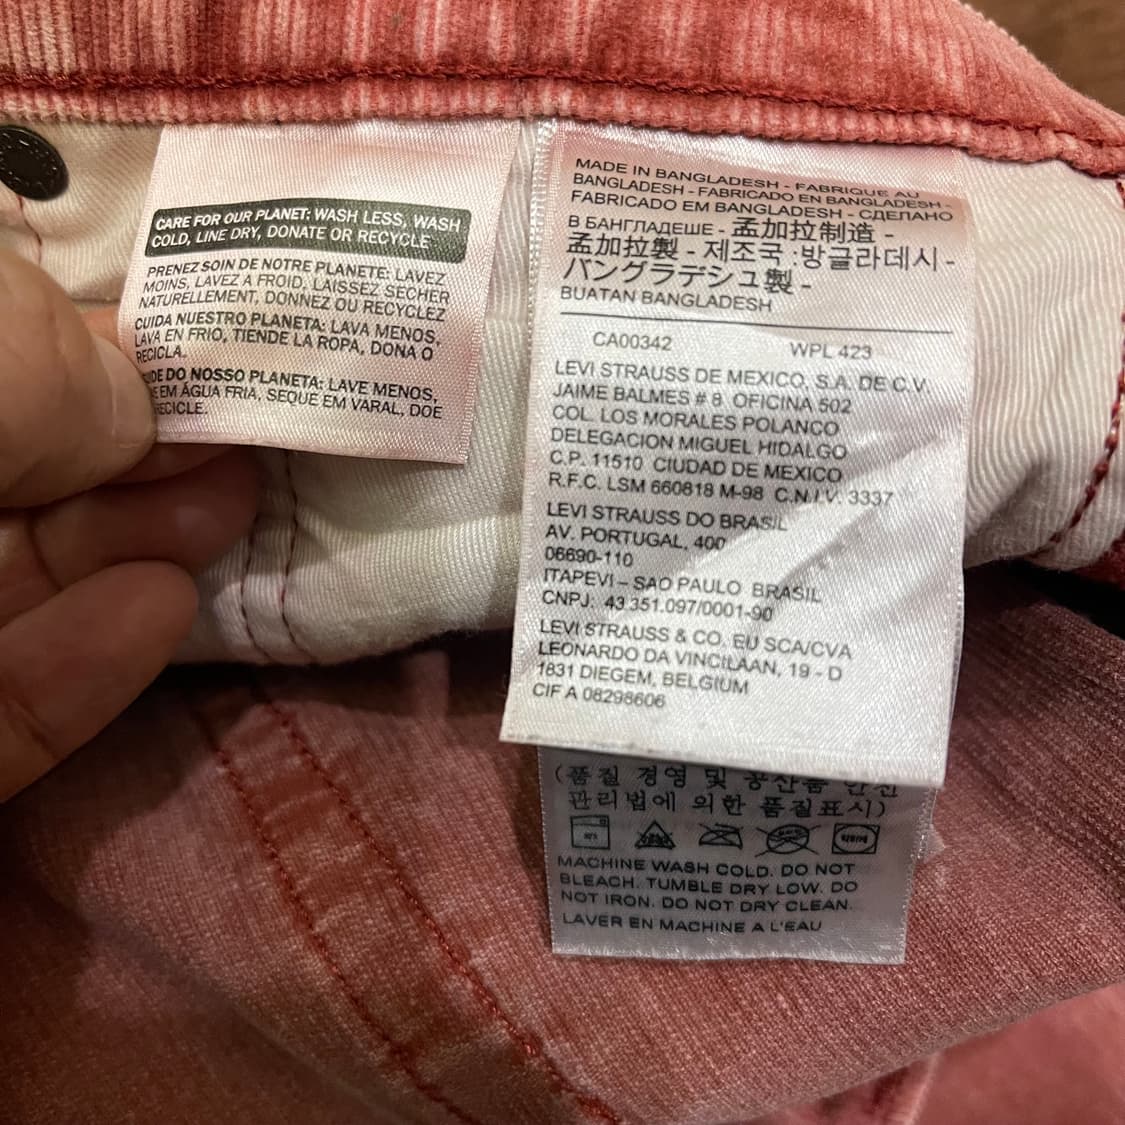 CARE FOR OUR PLANET: WASH LESS, WASH
COLD, LINE DRY, DONATE OR RECYCLE
PRENEZ SOIN DE NOTRE PLANETE: LAVEZ
MOINS, LAVEZ A FROID, LAISSEZ SECHER
NATURELLEMENT, DONNEZ OU RECYCLEZ
CUIDA NUESTRO PLANETA: LAVA MENOS,
LAVA EN FRIO, TIENDE LA ROPA, DONA O
RECICLA.
DO NOSSO PLANETA: LAVE MENOS,
EM ÁGUA FRIA, SEQUE EM VARAL, DOE
MADE IN BANGLADESH - FABRIQUE AU
BANGLADESH - FABRICADO EN BANGLADESH -
FABRICADO EM BANGLADESH - СДЕЛАНО
В БАНГЛАДЕШЕ - 孟加拉制造 -
孟加拉製 - 제조국 :방글라데시 -
バングラデシュ製 -
BUATAN BANGLADESH
CA00342 WPL 423
LEVI STRAUSS DE MEXICO, S.A. DE C.V.
JAIME BALMES # 8 OFICINA 502
COL. LOS MORALES POLANCO
DELEGACION MIGUEL HIDALGO
C.P. 11510 CIUDAD DE MEXICO
R.F.C. LSM 660818 M-98 C.N.I.V. 3337
LEVI STRAUSS DO BRASIL
AV. PORTUGAL, 400
06690-110
ITAPEVI – SAO PAULO BRASIL
CNPJ: 43.351.097/0001-90
LEVI STRAUSS & CO. EU SCA/CVA
LEONARDO DA VINCILAAN, 19 - D
1831 DIEGEM, BELGIUM
CIF A 08298606
(품질 경영 및 공산품 안전
관리법에 의한 품질표시)
MACHINE WASH COLD. DO NOT
BLEACH. TUMBLE DRY LOW. DO
NOT IRON. DO NOT DRY CLEAN.
LAVER EN MACHINE A L'EAU